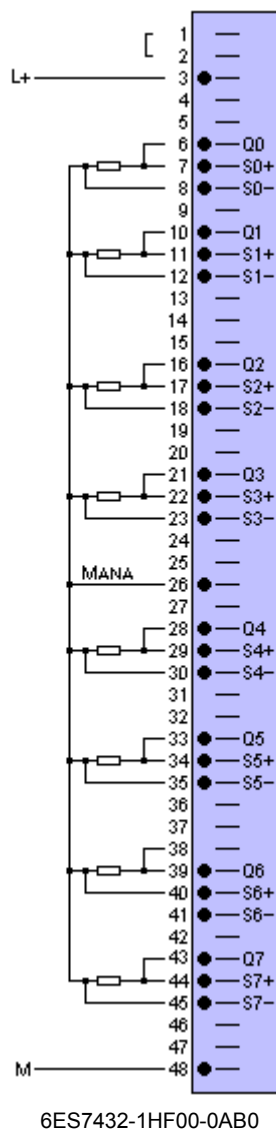 1
2
L+ 3
4
5
6 Q0
7 S0+
8 S0-
9
10 Q1
11 S1+
12 S1-
13
14
15
16 Q2
17 S2+
18 S2-
19
20
21 Q3
22 S3+
23 S3-
24
25
MANA 26
27
28 Q4
29 S4+
30 S4-
31
32
33 Q5
34 S5+
35 S5-
36
37
38
39 Q6
40 S6+
41 S6-
42
43 Q7
44 S7+
45 S7-
46
47
M 48
6ES7432-1HF00-0AB0